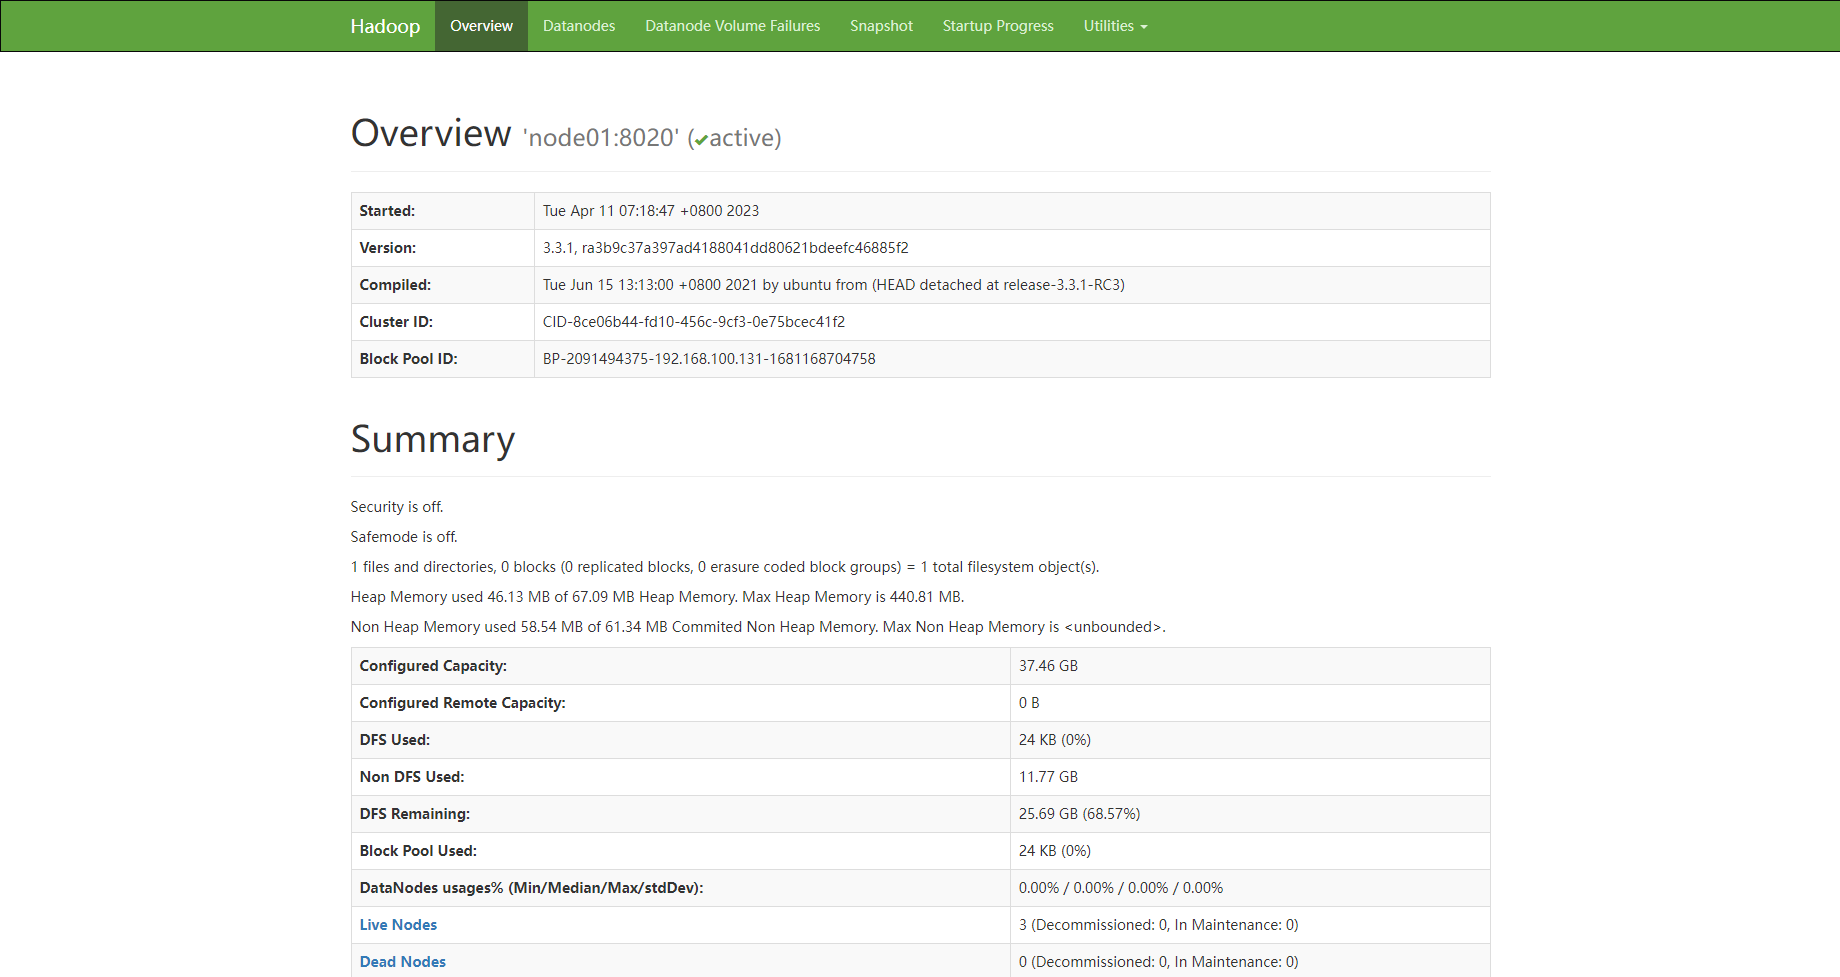 Hadoop Overview Datanodes Datanode Volume Failures Snapshot Startup Progress Utilities
Overview 'node01:8020' (✔active)
Started: Tue Apr 11 07:18:47 +0800 2023
Version: 3.3.1, ra3b9c37a397ad4188041dd80621bdeefc46885f2
Compiled: Tue Jun 15 13:13:00 +0800 2021 by ubuntu from (HEAD detached at release-3.3.1-RC3)
Cluster ID: CID-8ce06b44-fd10-456c-9cf3-0e75bcec41f2
Block Pool ID: BP-2091494375-192.168.100.131-1681168704758
Summary
Security is off.
Safemode is off.
1 files and directories, 0 blocks (0 replicated blocks, 0 erasure coded block groups) = 1 total filesystem object(s).
Heap Memory used 46.13 MB of 67.09 MB Heap Memory. Max Heap Memory is 440.81 MB.
Non Heap Memory used 58.54 MB of 61.34 MB Commited Non Heap Memory. Max Non Heap Memory is <unbounded>.
Configured Capacity: 37.46 GB
Configured Remote Capacity: 0 B
DFS Used: 24 KB (0%)
Non DFS Used: 11.77 GB
DFS Remaining: 25.69 GB (68.57%)
Block Pool Used: 24 KB (0%)
DataNodes usages% (Min/Median/Max/stdDev): 0.00% / 0.00% / 0.00% / 0.00%
Live Nodes 3 (Decommissioned: 0, In Maintenance: 0)
Dead Nodes 0 (Decommissioned: 0, In Maintenance: 0)